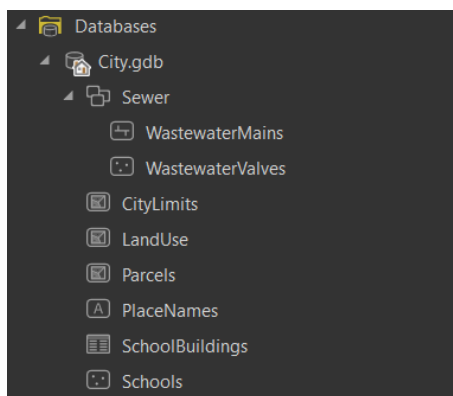 Databases
City.gdb
Sewer
WastewaterMains
WastewaterValves
CityLimits
LandUse
Parcels
A PlaceNames
SchoolBuildings
Schools